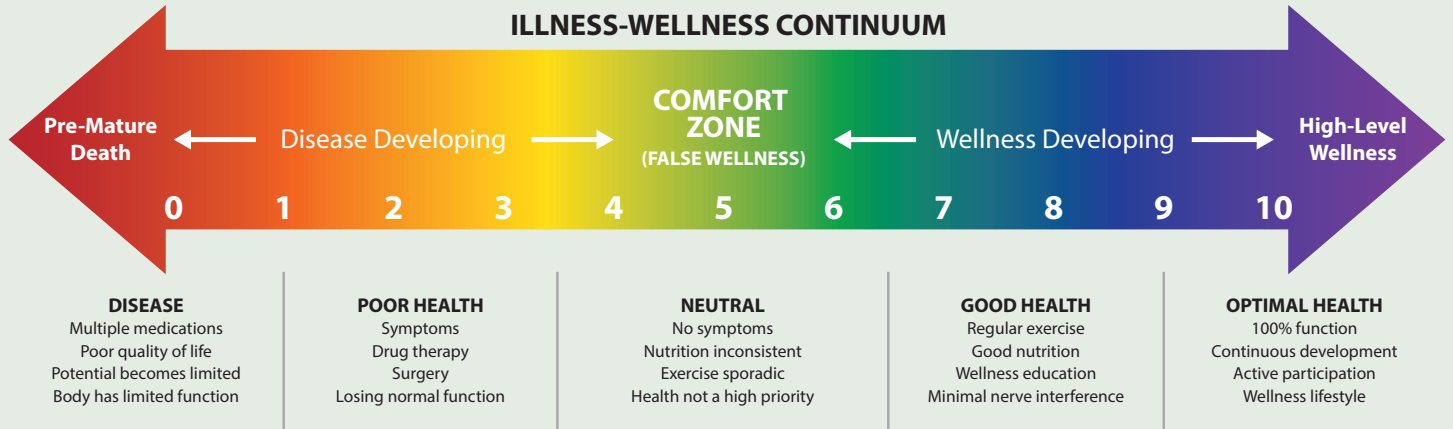 ILLNESS-WELLNESS CONTINUUM
Pre-Mature
Death
Disease Developing
COMFORT
ZONE
(FALSE WELLNESS)
Wellness Developing
High-Level
Wellness
0 1 2 3 4 5 6 7 8 9 10
DISEASE
Multiple medications
Poor quality of life
Potential becomes limited
Body has limited function
POOR HEALTH
Symptoms
Drug therapy
Surgery
Losing normal function
NEUTRAL
No symptoms
Nutrition inconsistent
Exercise sporadic
Health not a high priority
GOOD HEALTH
Regular exercise
Good nutrition
Wellness education
Minimal nerve interference
OPTIMAL HEALTH
100% function
Continuous development
Active participation
Wellness lifestyle